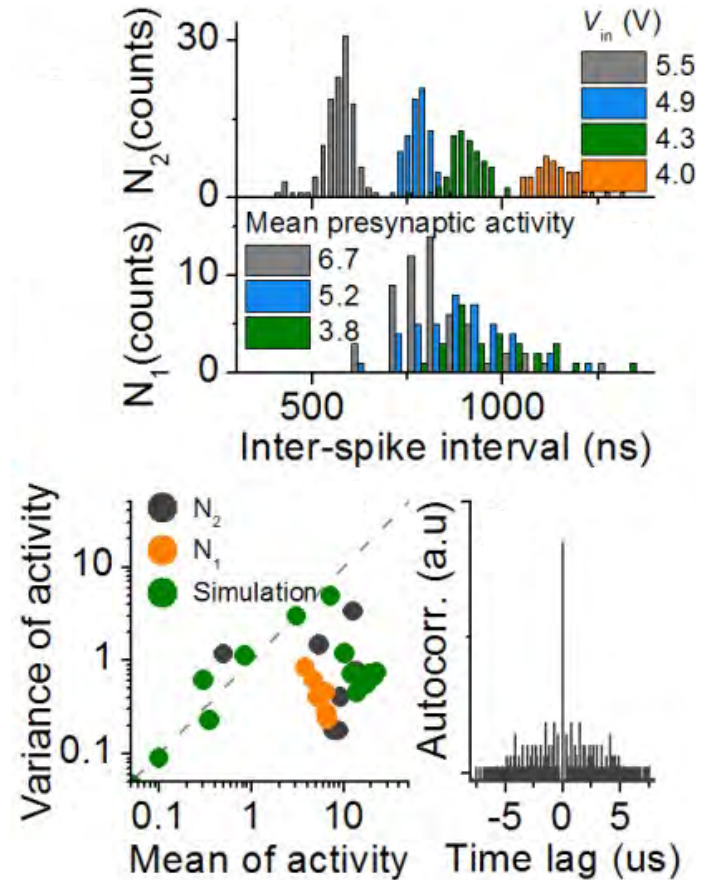 V_in (V)
30
5.5
4.9
4.3
4.0
0
N₂(counts)
Mean presynaptic activity
6.7
5.2
3.8
10
0
N₁(counts)
500
1000
Inter-spike interval (ns)
N₂
N₁
Simulation
10
1
0.1
Variance of activity
0.1
1
10
Mean of activity
Autocorr. (a.u)
-5
0
5
Time lag (us)